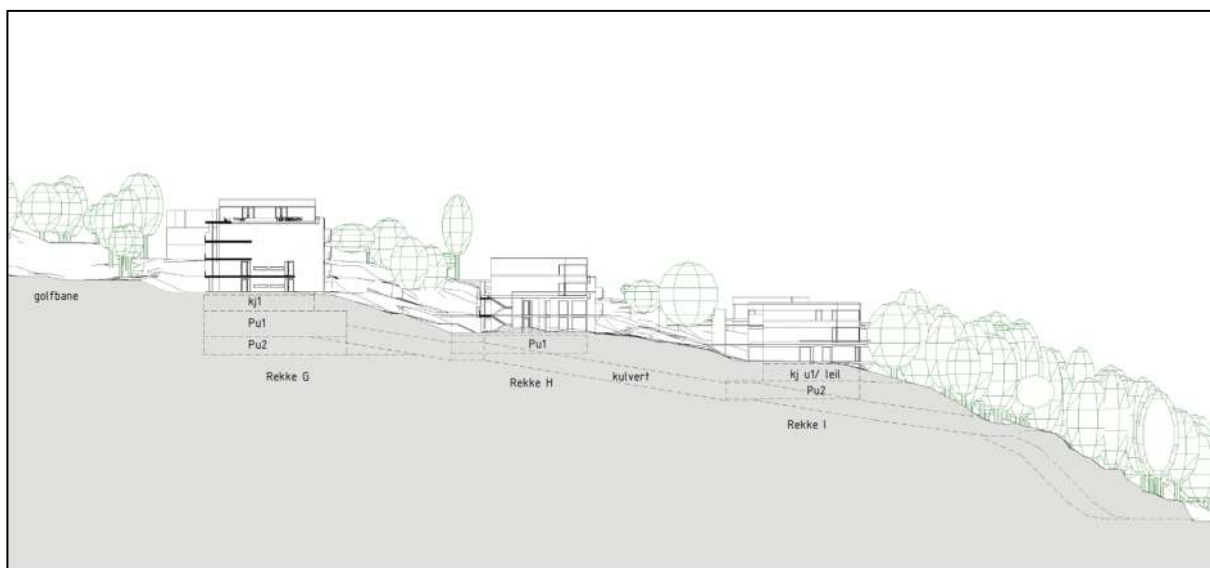 golfbane
kj1
Pu1
Pu2
Rekke G
Pu1
Rekke H
kulvert
kj u1/ leil
Pu2
Rekke I